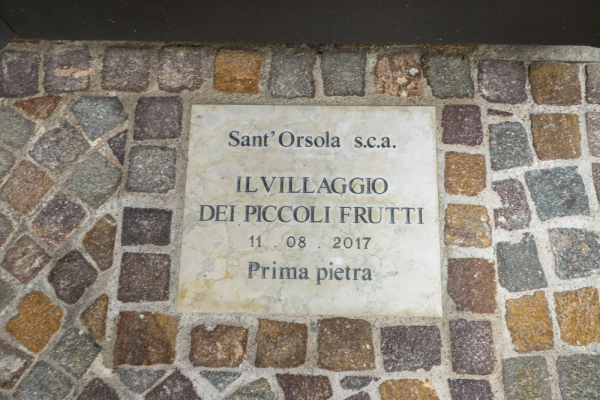 Sant'Orsola s.c.a.
IL VILLAGGIO
DEI PICCOLI FRUTTI
11 . 08 . 2017
Prima pietra